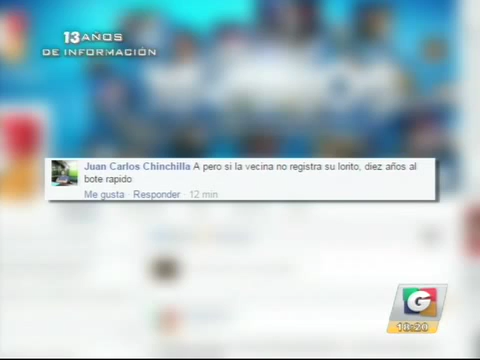 13 AÑOS
DE INFORMACIÓN
Juan Carlos Chinchilla A pero si la vecina no registra su lorito, diez años al
bote rapido
Me gusta Responder 12 min
G
18:20